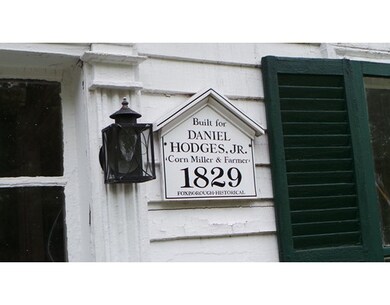 Built for
DANIEL
HODGES, JR.
Corn Miller & Farmer
1829
FOXBOROUGH HISTORICAL